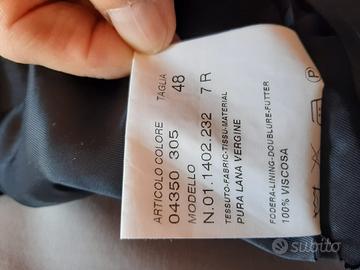 ARTICOLO COLORE TAGLIA
04350 305 48
MODELLO
N.01.1402.232 7 R
TESSUTO-FABRIC-TISSU-MATERIAL
PURA LANA VERGINE
FODERA-LINING-DOUBLURE-FUTTER
100% VISCOSA
P
subito